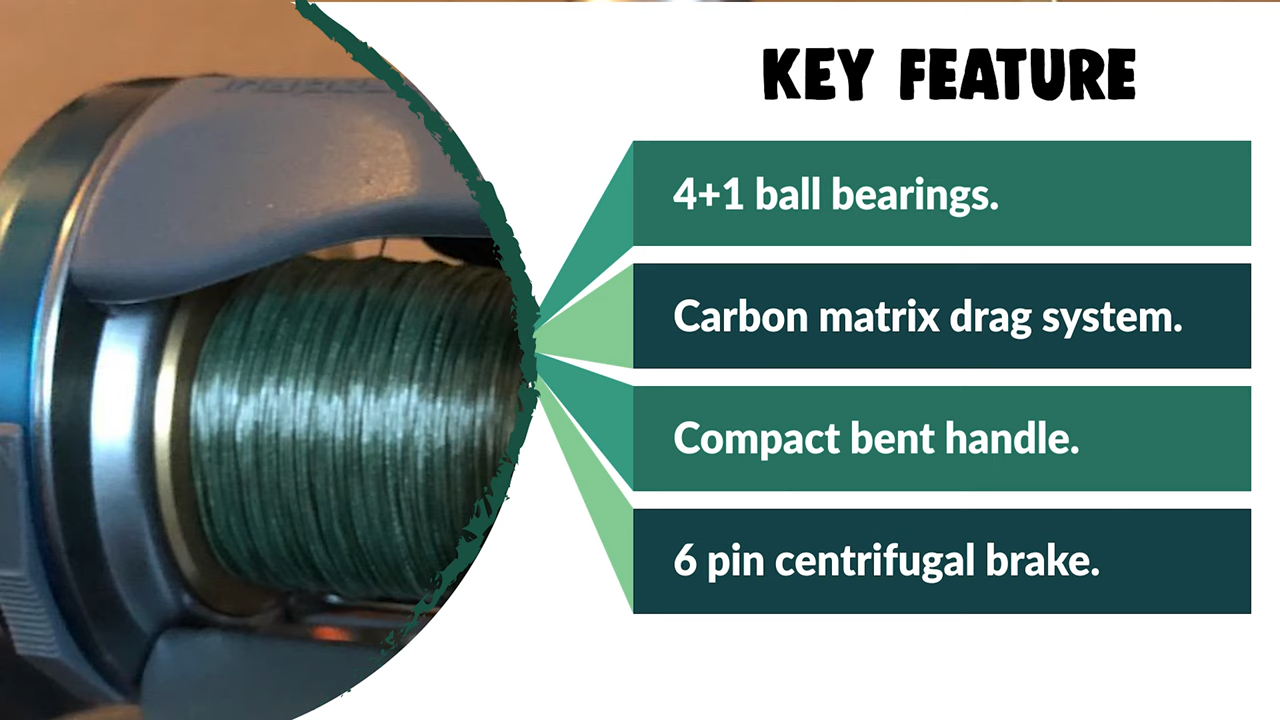 KEY FEATURE
4+1 ball bearings.
Carbon matrix drag system.
Compact bent handle.
6 pin centrifugal brake.